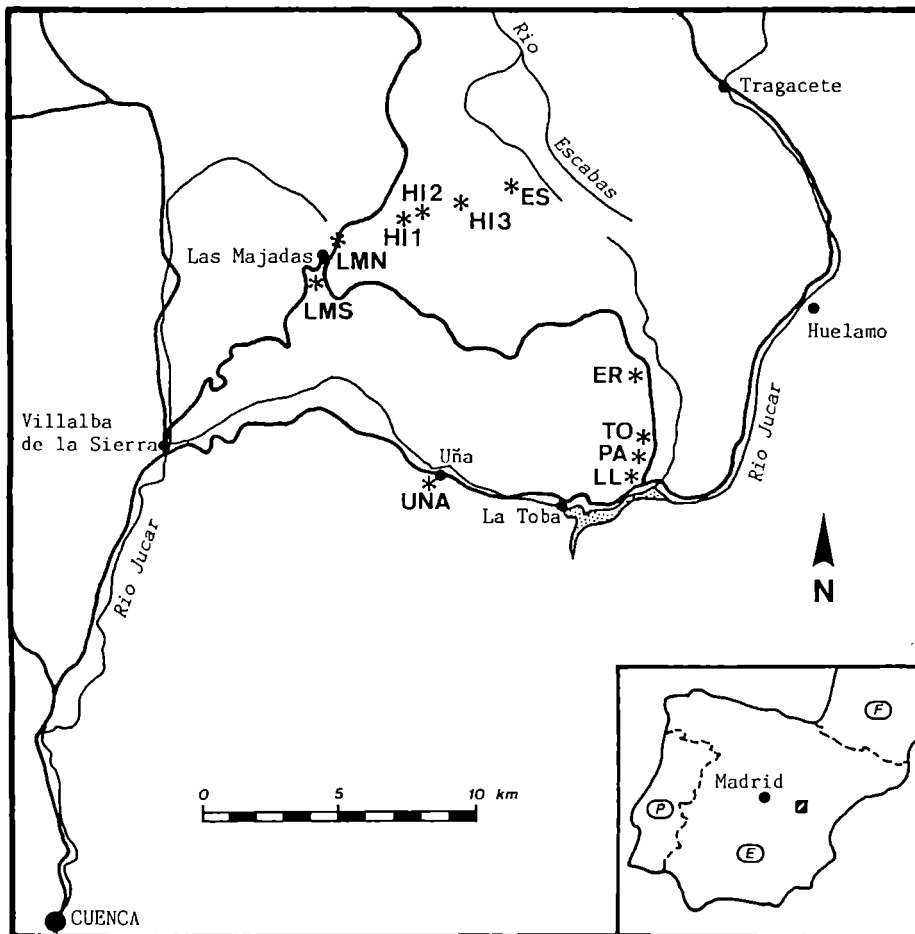 Rio
Escabas
Tragacete
ES
HI2
HI1
HI3
Las Majadas
LMN
LMS
Huelamo
ER
Villalba
de la Sierra
TO
PA
LL
Uña
UNA
La Toba
Rio Jucar
Rio Jucar
N
0 5 10 km
CUENCA
F
Madrid
P
E